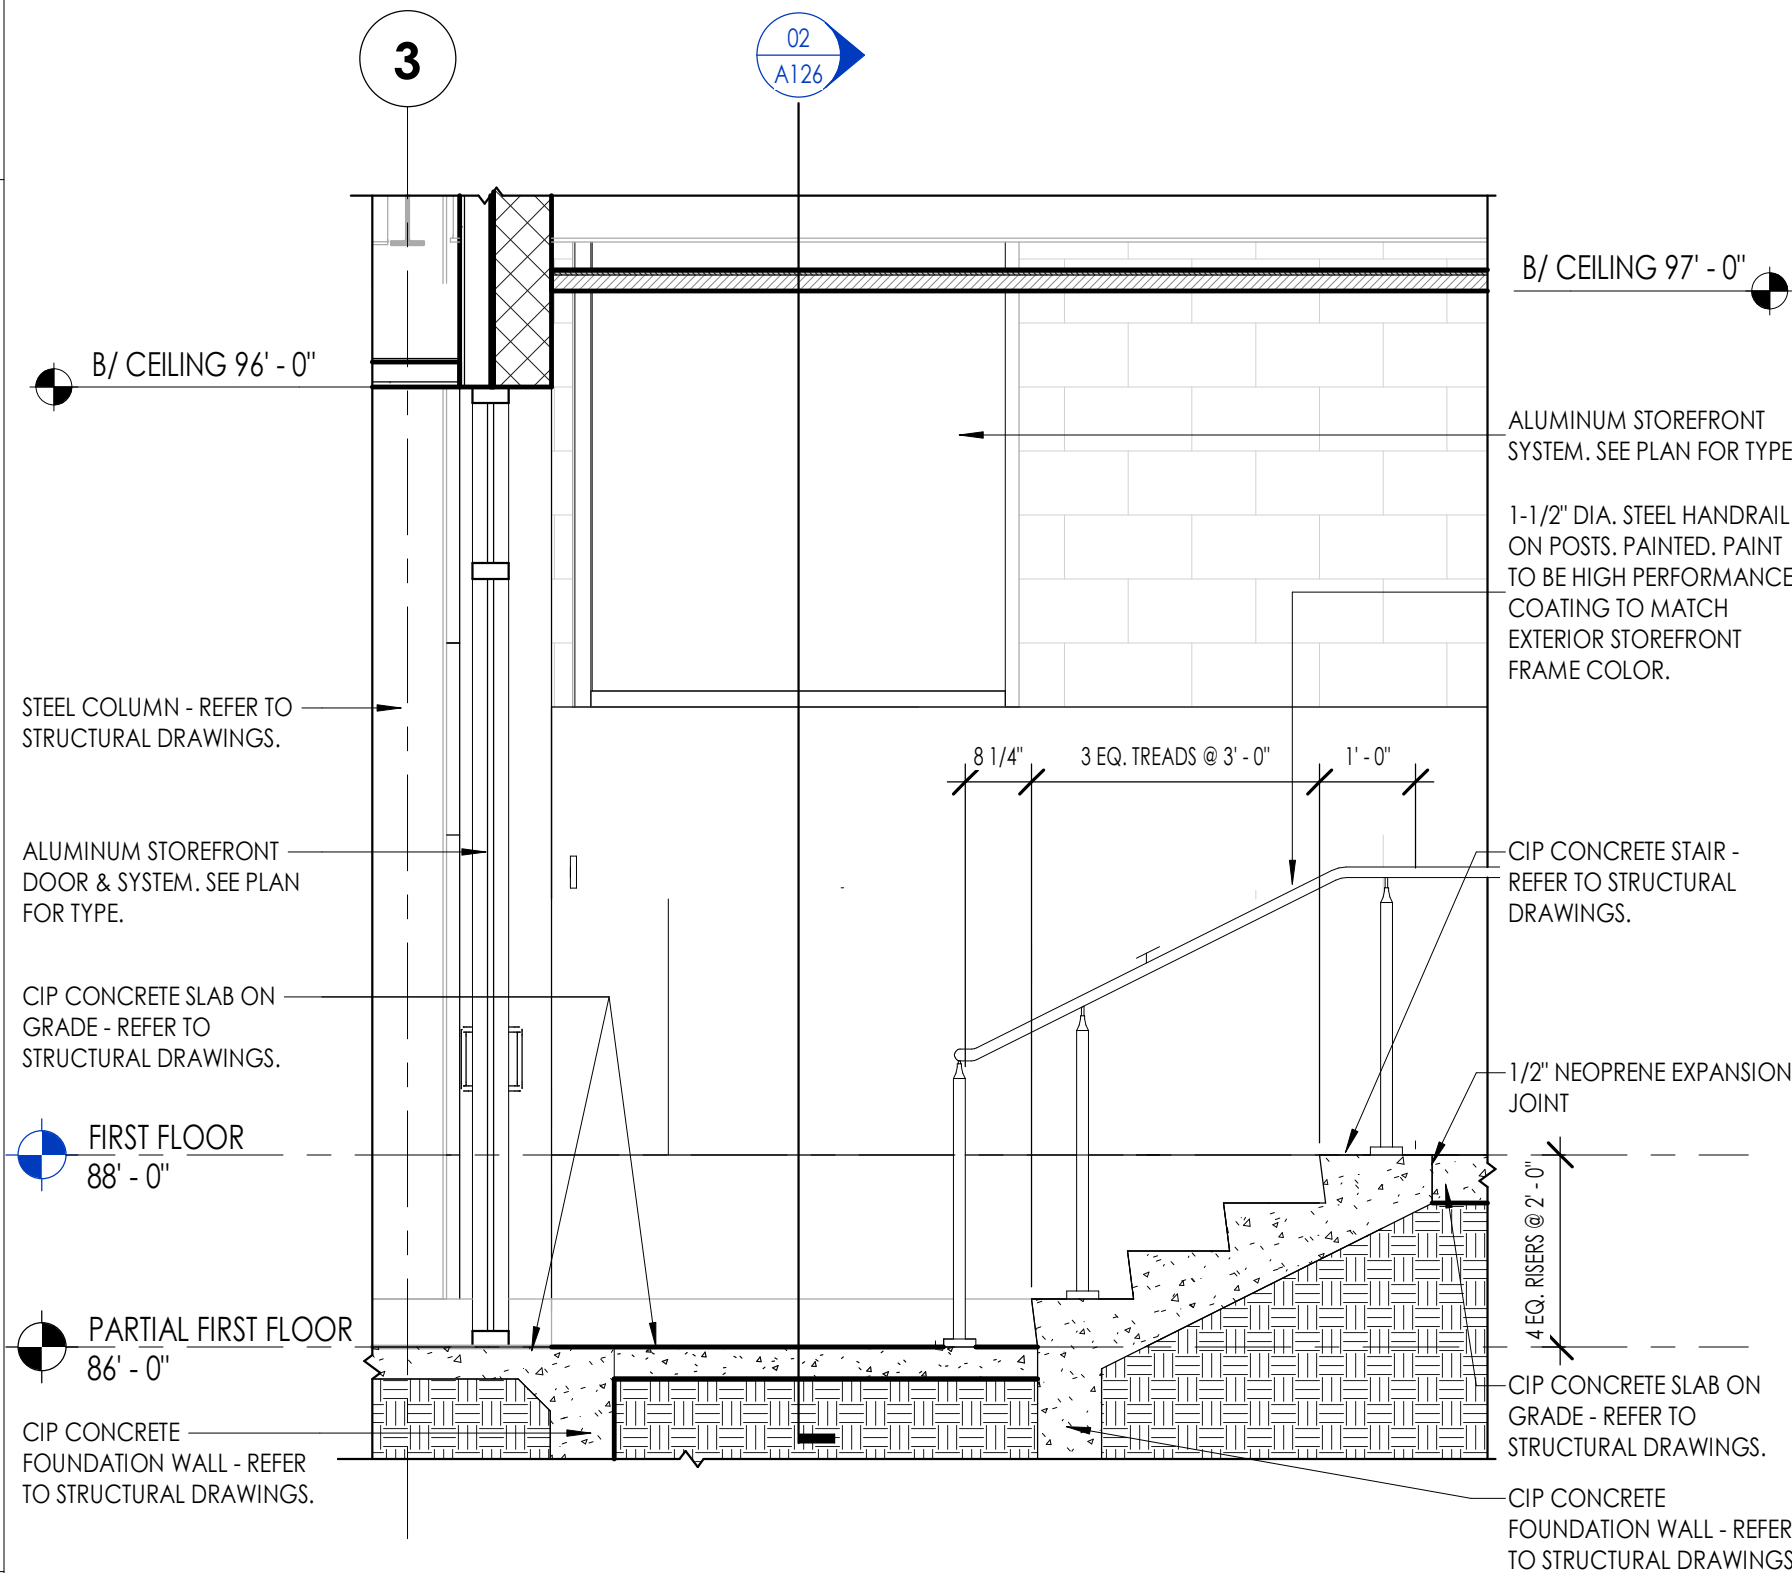 3
02
A126
B/ CEILING 97' - 0"
B/ CEILING 96' - 0"
ALUMINUM STOREFRONT
SYSTEM. SEE PLAN FOR TYPE
1-1/2" DIA. STEEL HANDRAIL
ON POSTS. PAINTED. PAINT
TO BE HIGH PERFORMANCE
COATING TO MATCH
EXTERIOR STOREFRONT
FRAME COLOR.
STEEL COLUMN - REFER TO
STRUCTURAL DRAWINGS.
8 1/4"
3 EQ. TREADS @ 3' - 0"
1' - 0"
ALUMINUM STOREFRONT
DOOR & SYSTEM. SEE PLAN
FOR TYPE.
CIP CONCRETE STAIR -
REFER TO STRUCTURAL
DRAWINGS.
CIP CONCRETE SLAB ON
GRADE - REFER TO
STRUCTURAL DRAWINGS.
1/2" NEOPRENE EXPANSION
JOINT
FIRST FLOOR
88' - 0"
4 EQ. RISERS @ 2' - 0"
PARTIAL FIRST FLOOR
86' - 0"
CIP CONCRETE SLAB ON
GRADE - REFER TO
STRUCTURAL DRAWINGS.
CIP CONCRETE
FOUNDATION WALL - REFER
TO STRUCTURAL DRAWINGS.
CIP CONCRETE
FOUNDATION WALL - REFER
TO STRUCTURAL DRAWINGS